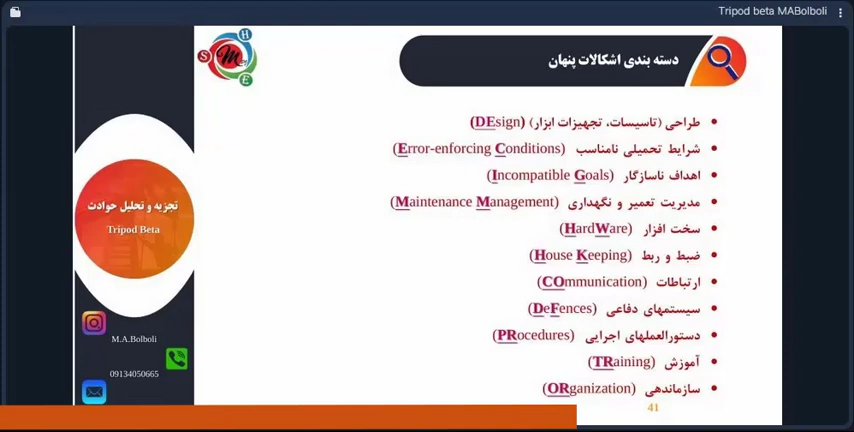 Tripod beta MABolboli
S
H
E
M
دسته بندی اشکالات پنهان
طراحی (تاسیسات، تجهیزات ابزار) (DEsign)
شرایط تحمیلی نامناسب (Error-enforcing Conditions)
اهداف ناسازگار (Incompatible Goals)
مدیریت تعمیر و نگهداری (Maintenance Management)
سخت افزار (HardWare)
ضبط و ربط (House Keeping)
ارتباطات (COmmunication)
سیستمهای دفاعی (DeFences)
دستورالعملهای اجرایی (PRocedures)
آموزش (TRaining)
سازماندهی (ORganization)
تجزیه و تحلیل حوادث
Tripod Beta
M.A.Bolboli
09134050665
41